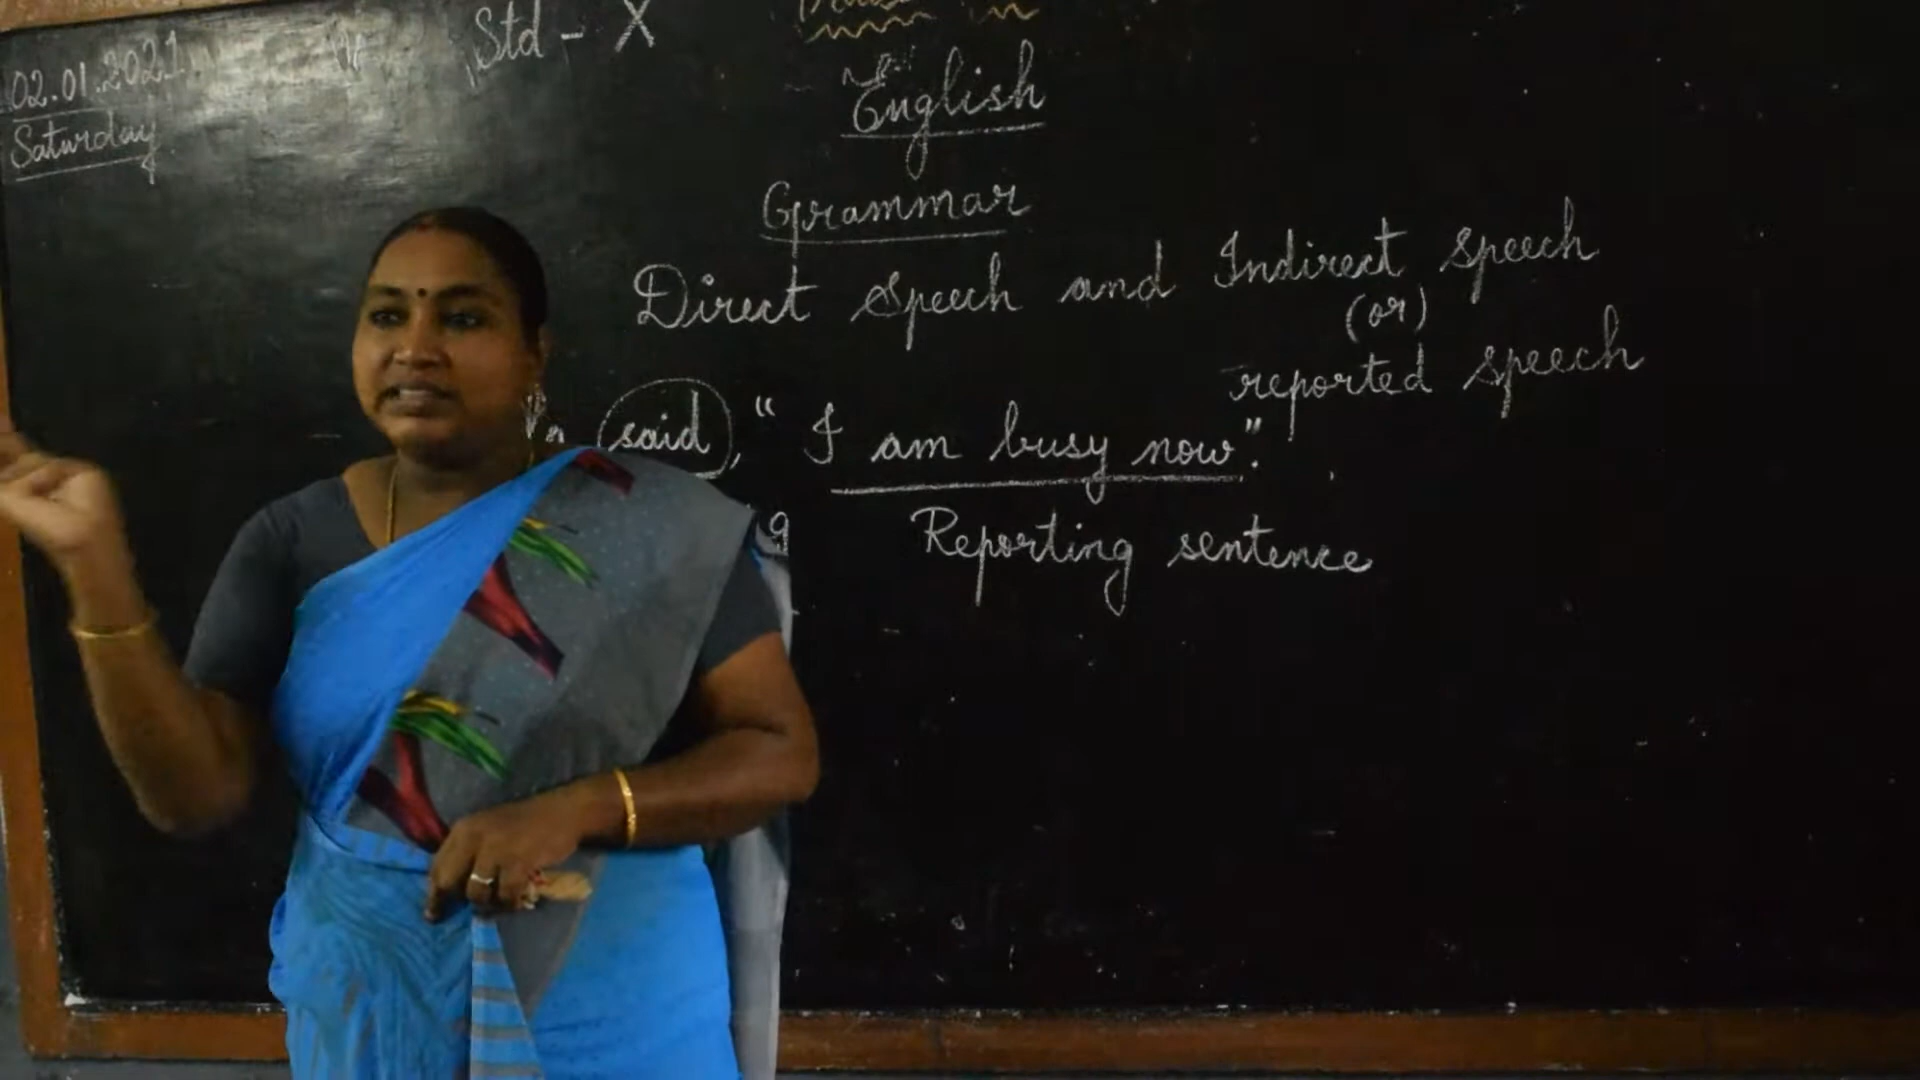 02.01.2021
Saturday
Std - X
English
Grammar
Direct Speech and Indirect Speech
(or)
reported speech
said, "I am busy now".
Reporting sentence